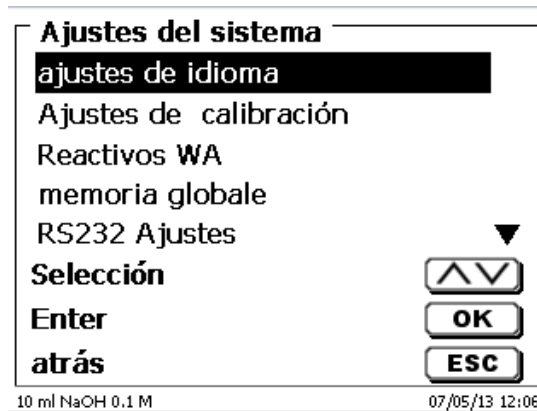 Ajustes del sistema
ajustes de idioma
Ajustes de calibración
Reactivos WA
memoria globale
RS232 Ajustes
Selección
Enter OK
atrás ESC
10 ml NaOH 0.1 M 07/05/13 12:06